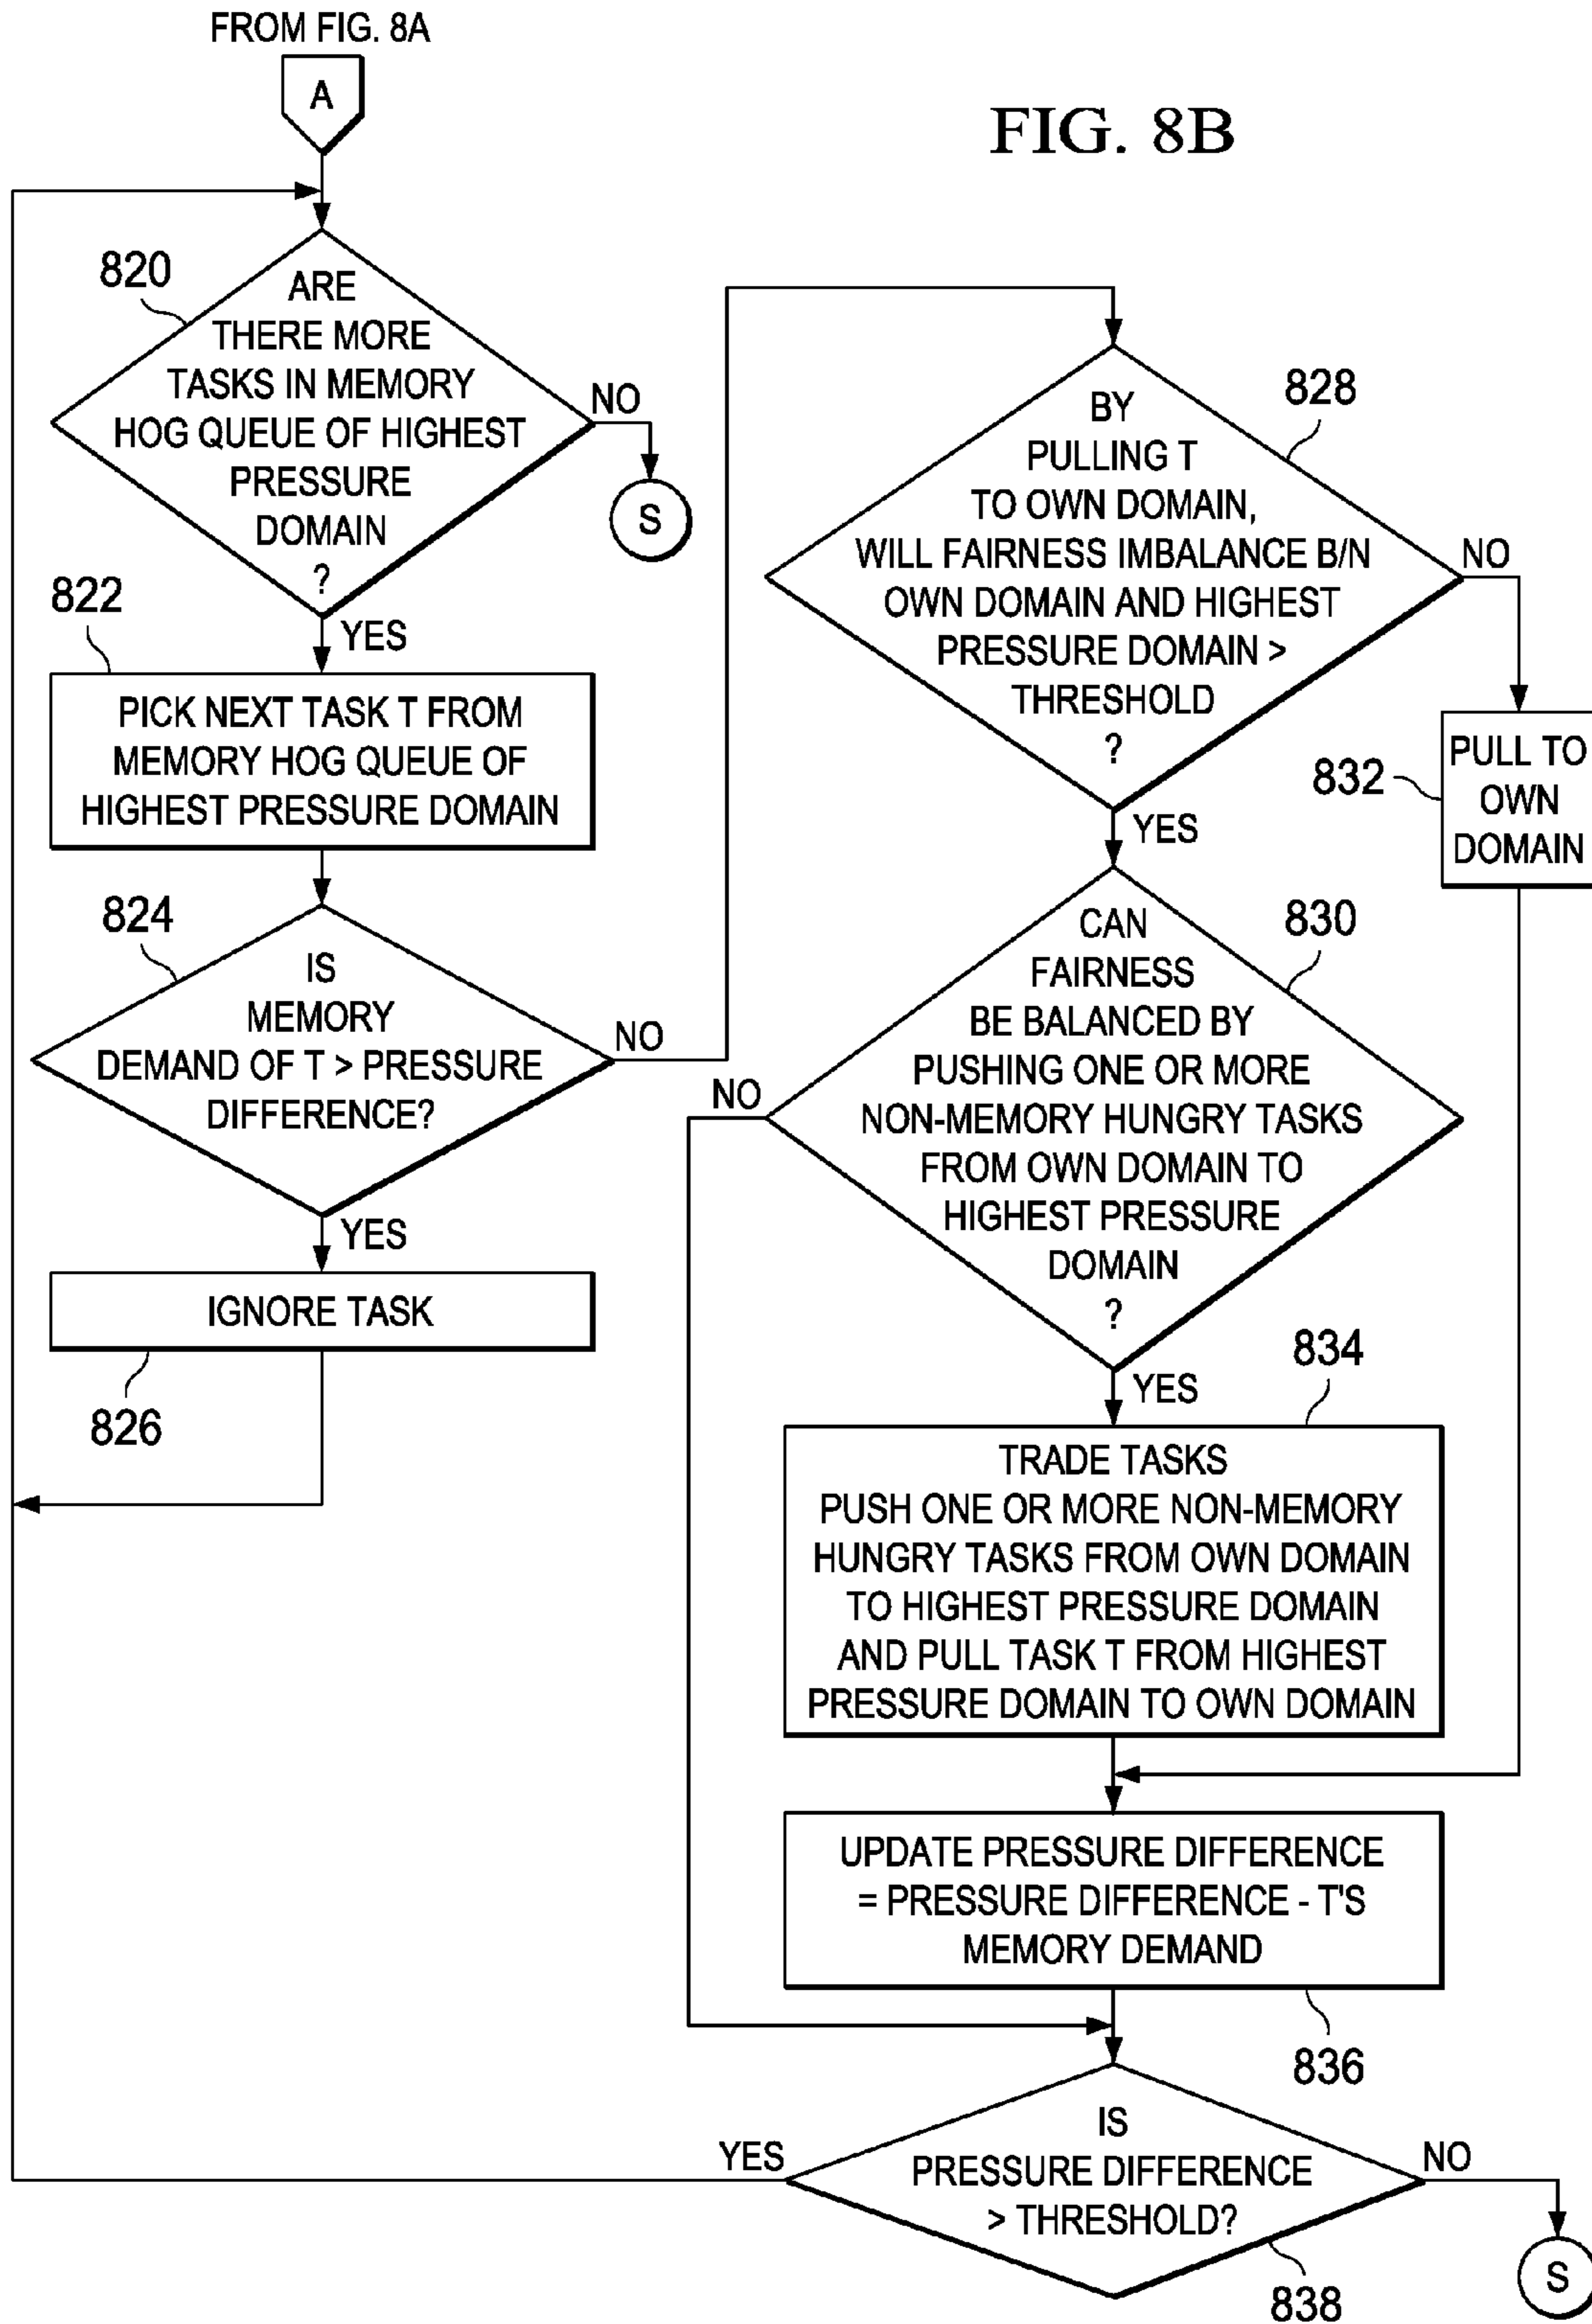 FROM FIG. 8A
A
FIG. 8B
820
ARE
THERE MORE
TASKS IN MEMORY
HOG QUEUE OF HIGHEST
PRESSURE
DOMAIN
?
NO
S
YES
822
PICK NEXT TASK T FROM
MEMORY HOG QUEUE OF
HIGHEST PRESSURE DOMAIN
824
IS
MEMORY
DEMAND OF T > PRESSURE
DIFFERENCE?
NO
YES
IGNORE TASK
826
828
BY
PULLING T
TO OWN DOMAIN,
WILL FAIRNESS IMBALANCE B/N
OWN DOMAIN AND HIGHEST
PRESSURE DOMAIN >
THRESHOLD
?
NO
YES
832
PULL TO
OWN
DOMAIN
830
CAN
FAIRNESS
BE BALANCED BY
PUSHING ONE OR MORE
NON-MEMORY HUNGRY TASKS
FROM OWN DOMAIN TO
HIGHEST PRESSURE
DOMAIN
?
NO
YES
834
TRADE TASKS
PUSH ONE OR MORE NON-MEMORY
HUNGRY TASKS FROM OWN DOMAIN
TO HIGHEST PRESSURE DOMAIN
AND PULL TASK T FROM HIGHEST
PRESSURE DOMAIN TO OWN DOMAIN
UPDATE PRESSURE DIFFERENCE
= PRESSURE DIFFERENCE - T'S
MEMORY DEMAND
836
IS
PRESSURE DIFFERENCE
> THRESHOLD?
YES
NO
838
S